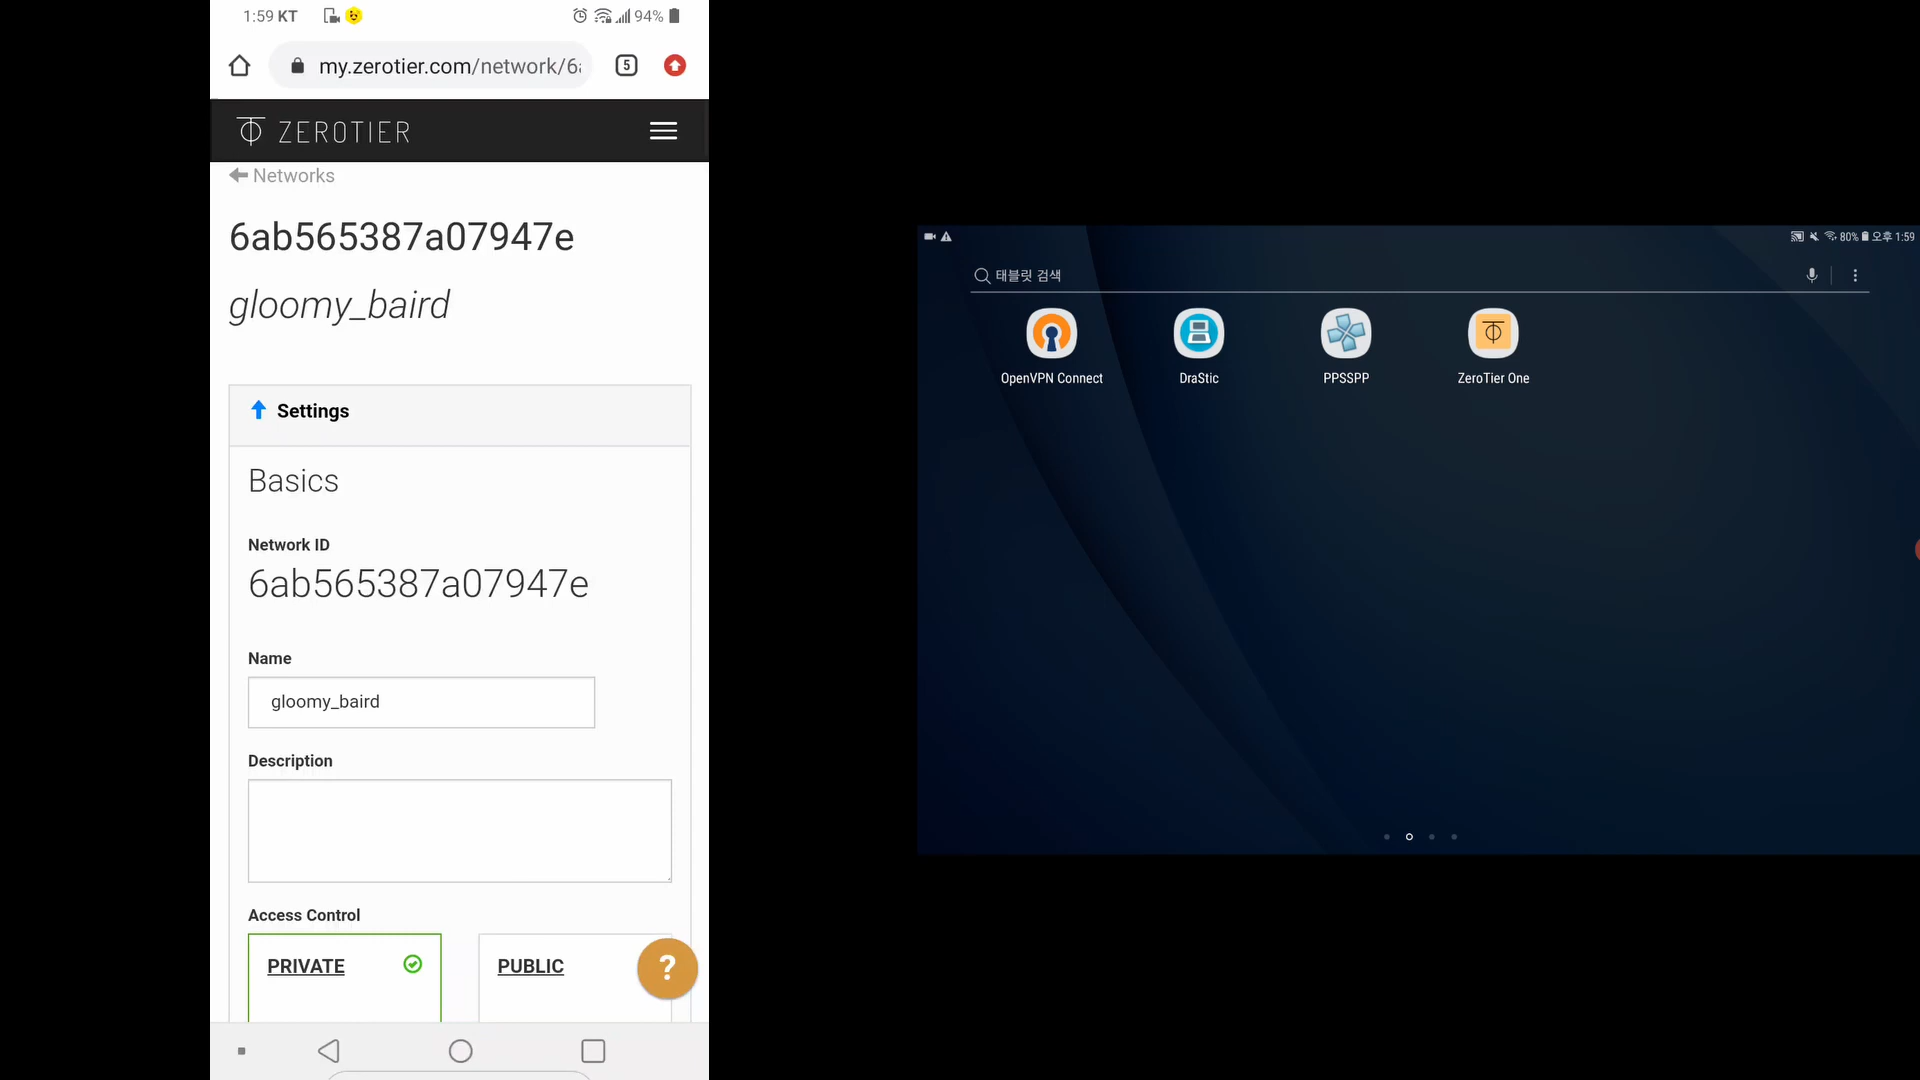 1:59 KT
94%
my.zerotier.com/network/6a
5
ZEROTIER
Networks
6ab565387a07947e
gloomy_baird
Settings
Basics
Network ID
6ab565387a07947e
Name
gloomy_baird
Description
Access Control
PRIVATE
PUBLIC
?
80% 오후 1:59
태블릿 검색
OpenVPN Connect
DraStic
PPSSPP
ZeroTier One